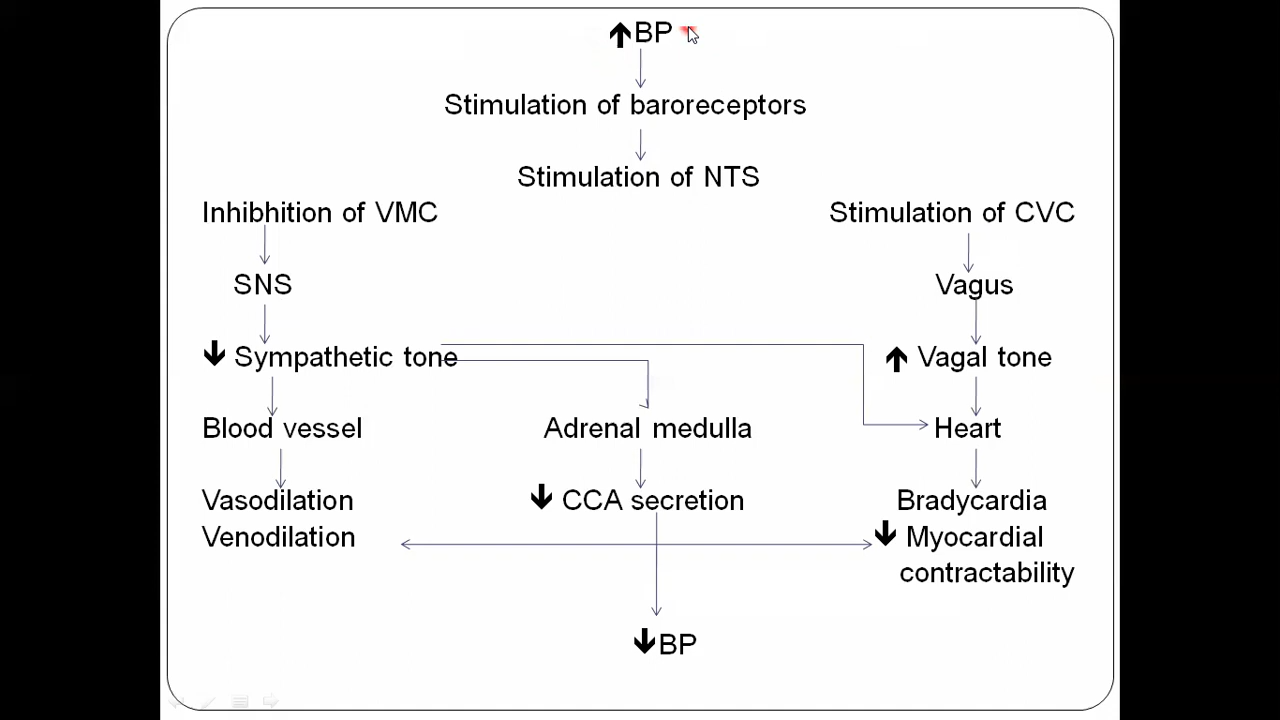 ↑BP
Stimulation of baroreceptors
Stimulation of NTS
Inhibhition of VMC
Stimulation of CVC
SNS
Vagus
↓ Sympathetic tone
↑ Vagal tone
Blood vessel
Adrenal medulla
Heart
Vasodilation
↓ CCA secretion
Bradycardia
Venodilation
↓ Myocardial
contractability
↓BP